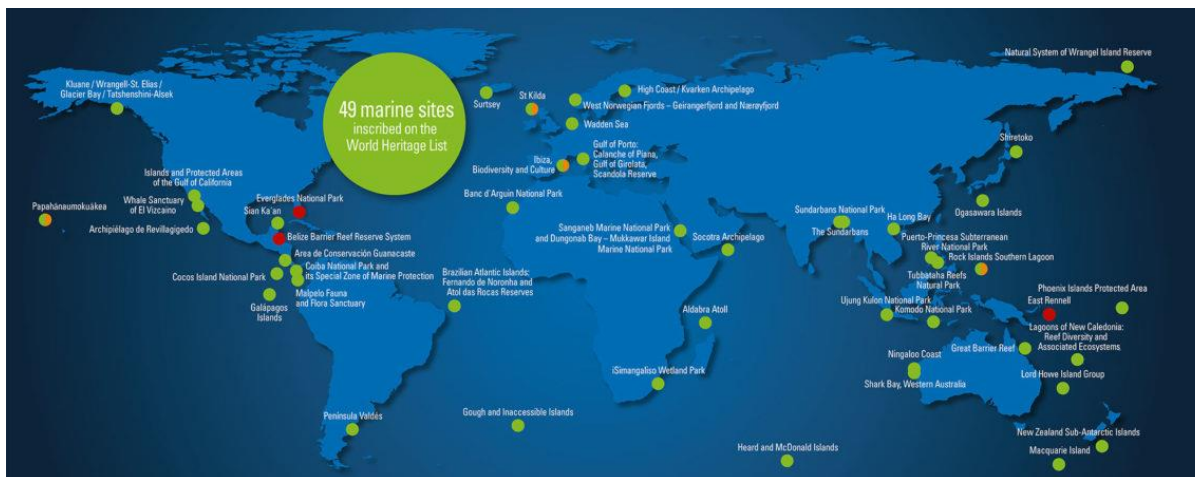 Natural System of Wrangel Island Reserve
Kluane / Wrangell-St. Elias /
Glacier Bay / Tatshenshini-Alsek
49 marine sites
inscribed on the
World Heritage List
Surtsey
St Kilda
High Coast / Kvarken Archipelago
West Norwegian Fjords – Geirangerfjord and Nærøyfjord
Wadden Sea
Ibiza,
Biodiversity and Culture
Gulf of Porto:
Calanche of Piana,
Gulf of Girolata,
Scandola Reserve
Shiretoko
Islands and Protected Areas
of the Gulf of California
Whale Sanctuary
of El Vizcaino
Archipiélago de Revillagigedo
Papahānaumokuākea
Everglades National Park
Sian Ka'an
Belize Barrier Reef Reserve System
Banc d'Arguin National Park
Sanganeb Marine National Park
and Dungonab Bay – Mukkawar Island
Marine National Park
Socotra Archipelago
Sundarbans National Park
The Sundarbans
Ha Long Bay
Ogasawara Islands
Puerto-Princesa Subterranean
River National Park
Rock Islands Southern Lagoon
Tubbataha Reefs
Natural Park
Area de Conservación Guanacaste
Cocos Island National Park
Coiba National Park and
its Special Zone of Marine Protection
Malpelo Fauna
and Flora Sanctuary
Galápagos
Islands
Brazilian Atlantic Islands:
Fernando de Noronha and
Atol das Rocas Reserves
Aldabra Atoll
Ujung Kulon National Park
Komodo National Park
Phoenix Islands Protected Area
East Rennell
Lagoons of New Caledonia:
Reef Diversity and
Associated Ecosystems
Great Barrier Reef
Ningaloo Coast
Shark Bay, Western Australia
Lord Howe Island Group
iSimangaliso Wetland Park
Península Valdés
Gough and Inaccessible Islands
Heard and McDonald Islands
New Zealand Sub-Antarctic Islands
Macquarie Island